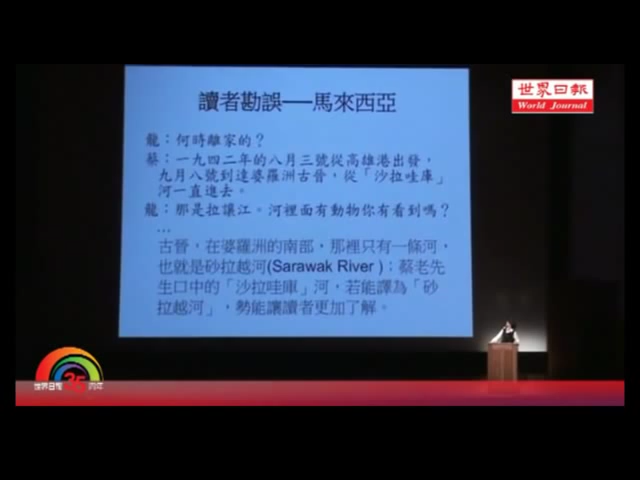 世界日報
World Journal
讀者勘誤——馬來西亞
龍：何時離家的？
蔡：一九四二年的八月三號從高雄港出發，
九月八號到達婆羅洲古晉，從「沙拉哇庫」
河一直進去。
龍：那是拉讓江。河裡面有動物你有看到嗎？
…
古晉，在婆羅洲的南部，那裡只有一條河，
也就是砂拉越河(Sarawak River )；蔡老先
生口中的「沙拉哇庫」河，若能譯為「砂
拉越河」，勢能讓讀者更加了解。
世界日報 35 周年